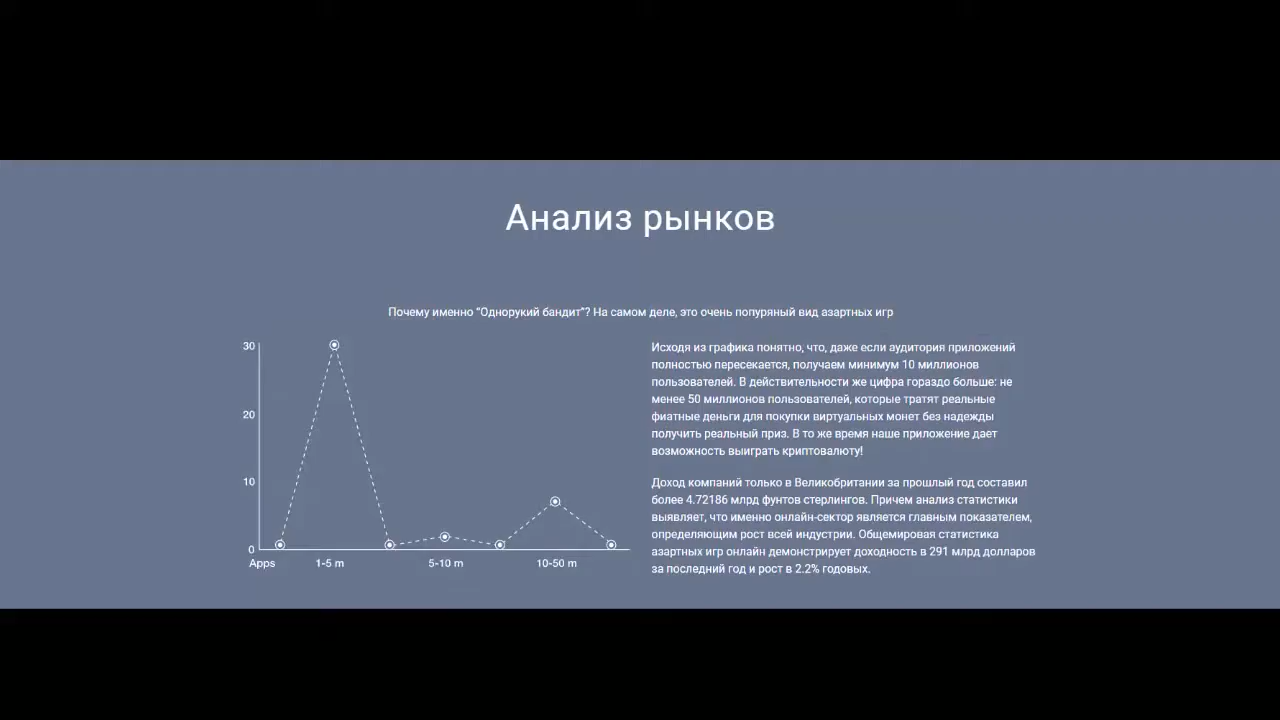 Анализ рынков
Почему именно “Однорукий бандит”? На самом деле, это очень попуряный вид азартных игр
30
20
10
0
Apps
1-5 m
5-10 m
10-50 m
Исходя из графика понятно, что, даже если аудитория приложений
полностью пересекается, получаем минимум 10 миллионов
пользователей. В действительности же цифра гораздо больше: не
менее 50 миллионов пользователей, которые тратят реальные
фиатные деньги для покупки виртуальных монет без надежды
получить реальный приз. В то же время наше приложение дает
возможность выиграть криптовалюту!
Доход компаний только в Великобритании за прошлый год составил
более 4.72186 млрд фунтов стерлингов. Причем анализ статистики
выявляет, что именно онлайн-сектор является главным показателем,
определяющим рост всей индустрии. Общемировая статистика
азартных игр онлайн демонстрирует доходность в 291 млрд долларов
за последний год и рост в 2.2% годовых.